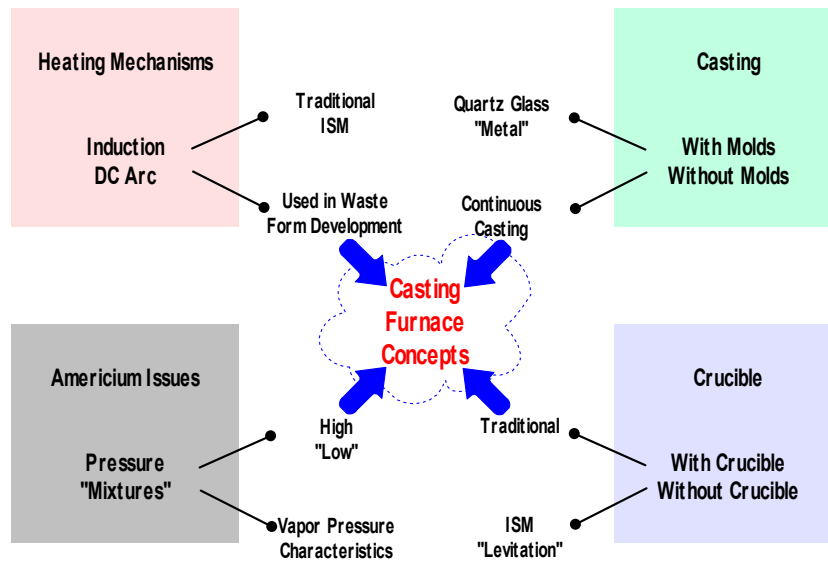 Heating Mechanisms
Induction
DC Arc
Traditional
ISM
Used in Waste
Form Development
Quartz Glass
"Metal"
Continuous
Casting
Casting
With Molds
Without Molds
Casting
Furnace
Concepts
Americium Issues
Pressure
"Mixtures"
High
"Low"
Vapor Pressure
Characteristics
Traditional
ISM
"Levitation"
Crucible
With Crucible
Without Crucible